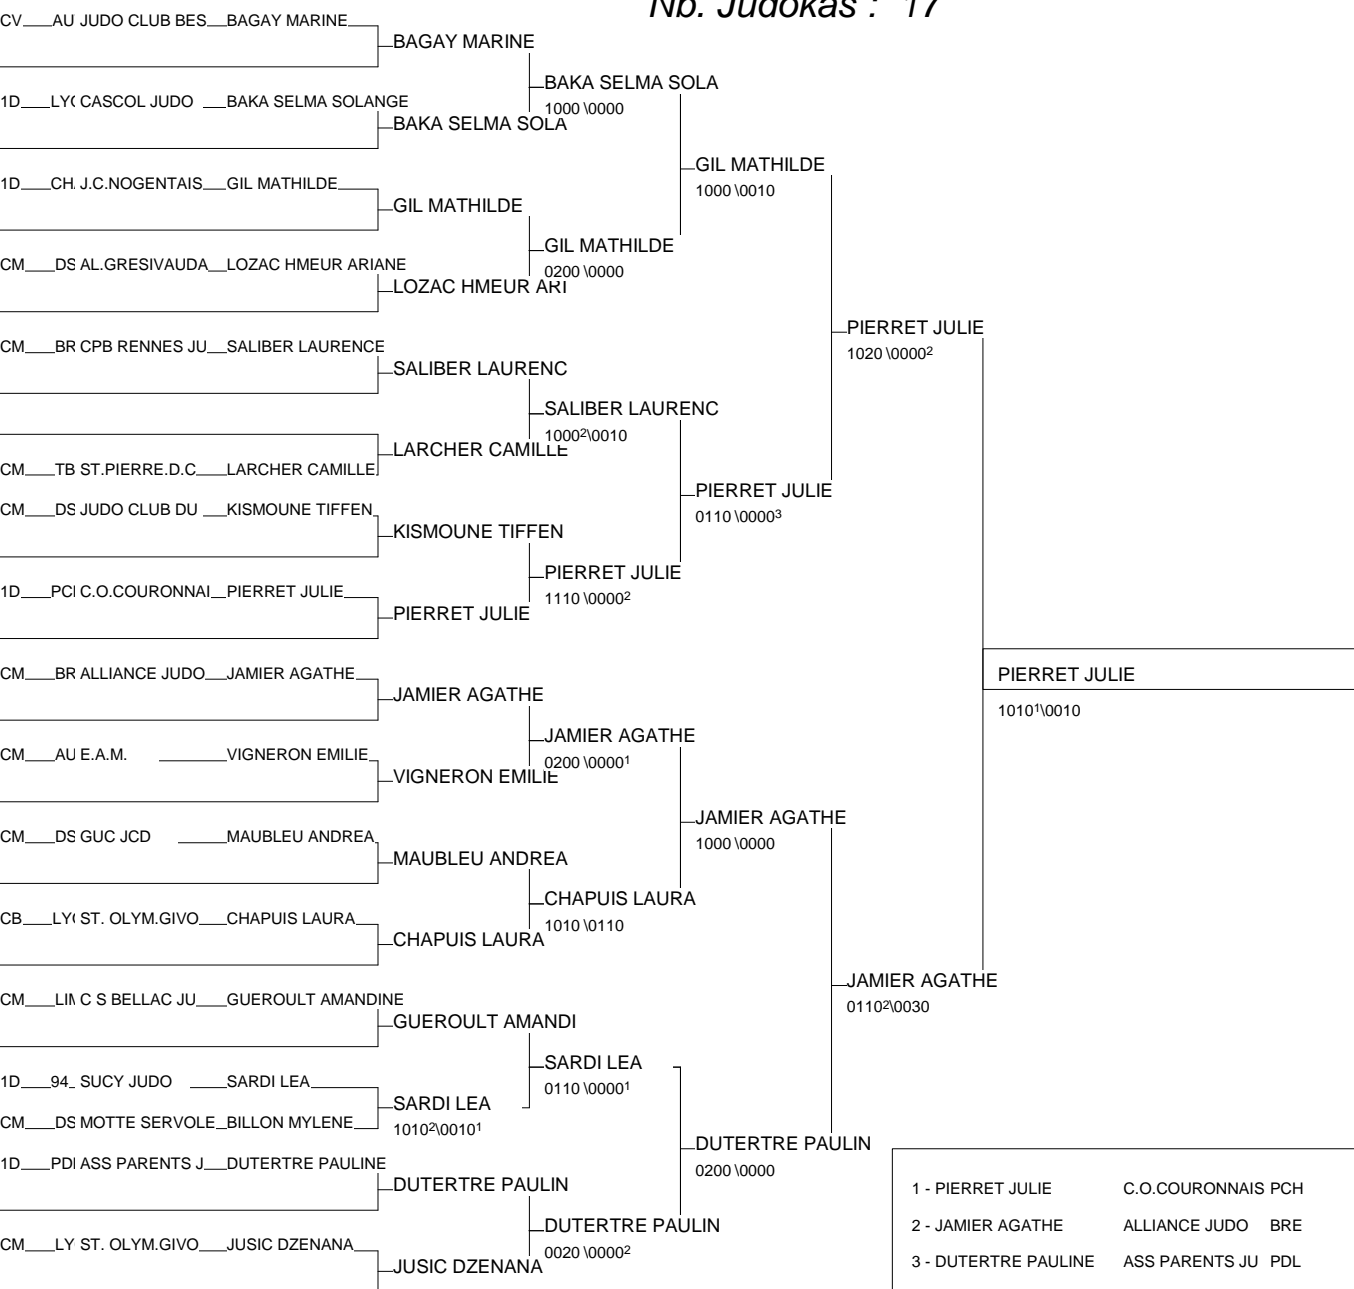 Nb. Judokas : 17
CV AU JUDO CLUB BES BAGAY MARINE
BAGAY MARINE
BAKA SELMA SOLA
1000 \0000
1D LY( CASCOL JUDO BAKA SELMA SOLANGE
BAKA SELMA SOLA
GIL MATHILDE
1000 \0010
1D CH. J.C.NOGENTAIS GIL MATHILDE
GIL MATHILDE
GIL MATHILDE
0200 \0000
CM DS AL.GRESIVAUDA LOZAC HMEUR ARIANE
LOZAC HMEUR ARI
PIERRET JULIE
1020 \0000²
CM BR CPB RENNES JU SALIBER LAURENCE
SALIBER LAURENC
SALIBER LAURENC
1000²\0010
LARCHER CAMILLE
CM TB ST.PIERRE.D.C LARCHER CAMILLE
PIERRET JULIE
0110 \0000³
CM DS JUDO CLUB DU KISMOUNE TIFFEN
KISMOUNE TIFFEN
PIERRET JULIE
1110 \0000²
1D PCI C.O.COURONNAI PIERRET JULIE
PIERRET JULIE
PIERRET JULIE
1010¹\0010
CM BR ALLIANCE JUDO JAMIER AGATHE
JAMIER AGATHE
JAMIER AGATHE
0200 \0000¹
CM AU E.A.M. VIGNERON EMILIE
VIGNERON EMILIE
JAMIER AGATHE
1000 \0000
CM DS GUC JCD MAUBLEU ANDREA
MAUBLEU ANDREA
CHAPUIS LAURA
1010 \0110
CB LY( ST. OLYM.GIVO CHAPUIS LAURA
CHAPUIS LAURA
JAMIER AGATHE
0110²\0030
CM LIM C S BELLAC JU GUEROULT AMANDINE
GUEROULT AMANDI
SARDI LEA
0110 \0000¹
1D 94_ SUCY JUDO SARDI LEA
SARDI LEA
1010²\0010¹
CM DS MOTTE SERVOLE BILLON MYLENE
DUTERTRE PAULIN
0200 \0000
1D PDI ASS PARENTS J DUTERTRE PAULINE
DUTERTRE PAULIN
DUTERTRE PAULIN
0020 \0000²
CM LY ST. OLYM.GIVO JUSIC DZENANA
JUSIC DZENANA
1 - PIERRET JULIE C.O.COURONNAIS PCH
2 - JAMIER AGATHE ALLIANCE JUDO BRE
3 - DUTERTRE PAULINE ASS PARENTS JU PDL